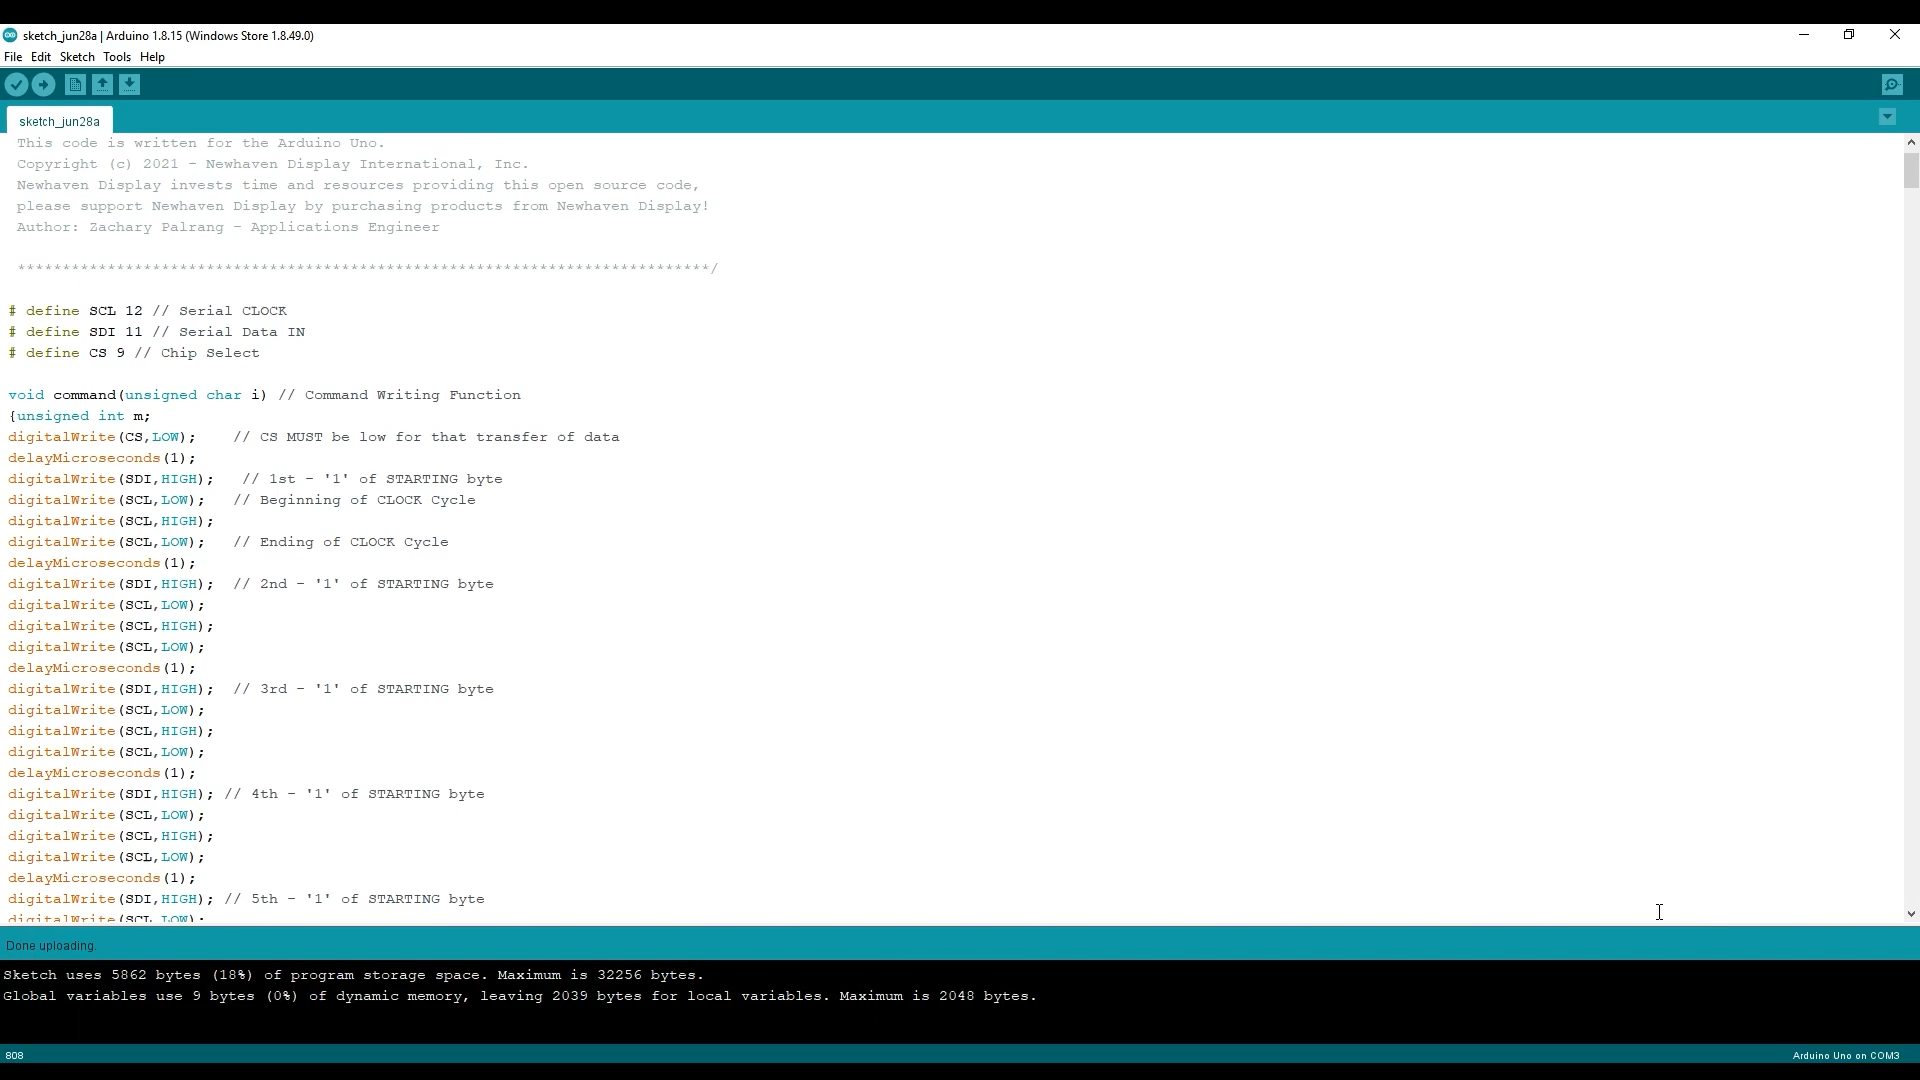 sketch_jun28a | Arduino 1.8.15 (Windows Store 1.8.49.0)
File Edit Sketch Tools Help
sketch_jun28a
This code is written for the Arduino Uno.
Copyright (c) 2021 - Newhaven Display International, Inc.
Newhaven Display invests time and resources providing this open source code,
please support Newhaven Display by purchasing products from Newhaven Display!
Author: Zachary Palrang - Applications Engineer
*****************************************************************************/
# define SCL 12 // Serial CLOCK
# define SDI 11 // Serial Data IN
# define CS 9 // Chip Select
void command(unsigned char i) // Command Writing Function
{unsigned int m;
digitalWrite(CS,LOW);    // CS MUST be low for that transfer of data
delayMicroseconds(1);
digitalWrite(SDI,HIGH);   // 1st - '1' of STARTING byte
digitalWrite(SCL,LOW);   // Beginning of CLOCK Cycle
digitalWrite(SCL,HIGH);
digitalWrite(SCL,LOW);   // Ending of CLOCK Cycle
delayMicroseconds(1);
digitalWrite(SDI,HIGH);  // 2nd - '1' of STARTING byte
digitalWrite(SCL,LOW);
digitalWrite(SCL,HIGH);
digitalWrite(SCL,LOW);
delayMicroseconds(1);
digitalWrite(SDI,HIGH);  // 3rd - '1' of STARTING byte
digitalWrite(SCL,LOW);
digitalWrite(SCL,HIGH);
digitalWrite(SCL,LOW);
delayMicroseconds(1);
digitalWrite(SDI,HIGH); // 4th - '1' of STARTING byte
digitalWrite(SCL,LOW);
digitalWrite(SCL,HIGH);
digitalWrite(SCL,LOW);
delayMicroseconds(1);
digitalWrite(SDI,HIGH); // 5th - '1' of STARTING byte
digitalWrite(SCL,LOW);
Done uploading.
Sketch uses 5862 bytes (18%) of program storage space. Maximum is 32256 bytes.
Global variables use 9 bytes (0%) of dynamic memory, leaving 2039 bytes for local variables. Maximum is 2048 bytes.
808
Arduino Uno on COM3